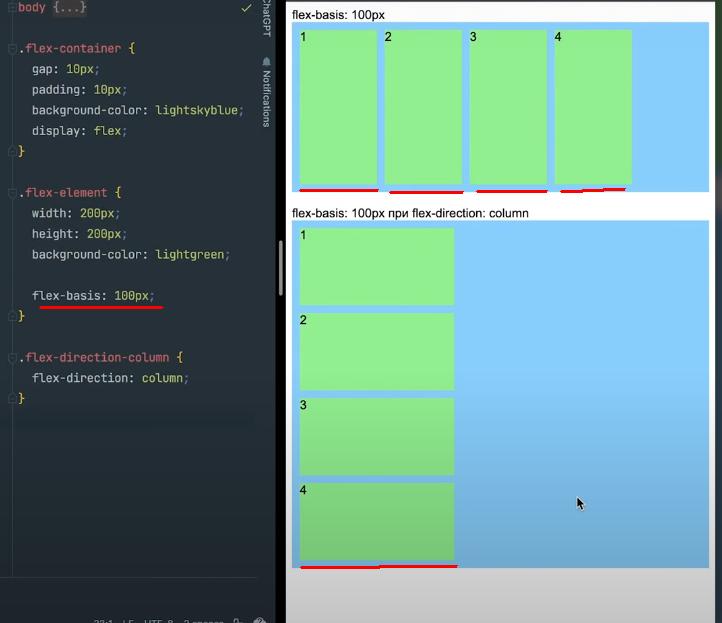 body {...}
.flex-container {
gap: 10px;
padding: 10px;
background-color: lightskyblue;
display: flex;
}
.flex-element {
width: 200px;
height: 200px;
background-color: lightgreen;
flex-basis: 100px;
}
.flex-direction-column {
flex-direction: column;
}
ChatGPT
Notifications
flex-basis: 100px
1 2 3 4
flex-basis: 100px при flex-direction: column
1
2
3
4